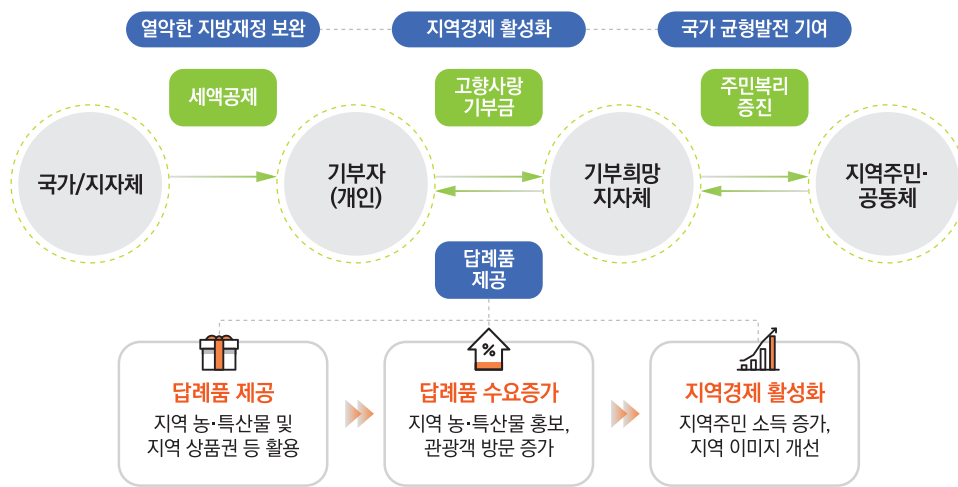 열악한 지방재정 보완
지역경제 활성화
국가 균형발전 기여
세액공제
고향사랑
기부금
주민복리
증진
국가/지자체
기부자
(개인)
기부희망
지자체
지역주민·
공동체
답례품
제공
답례품 제공
지역 농·특산물 및
지역 상품권 등 활용
%
답례품 수요증가
지역 농·특산물 홍보,
관광객 방문 증가
지역경제 활성화
지역주민 소득 증가,
지역 이미지 개선